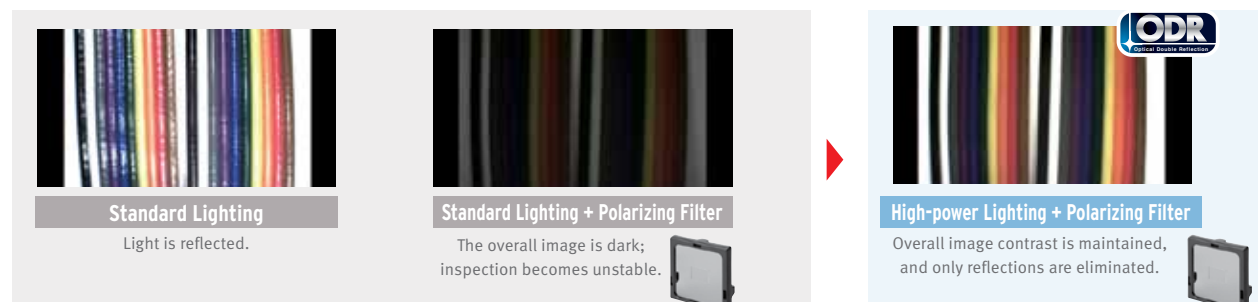 ODR
Optical Double Reflection
Standard Lighting
Light is reflected.
Standard Lighting + Polarizing Filter
The overall image is dark;
inspection becomes unstable.
High-power Lighting + Polarizing Filter
Overall image contrast is maintained,
and only reflections are eliminated.